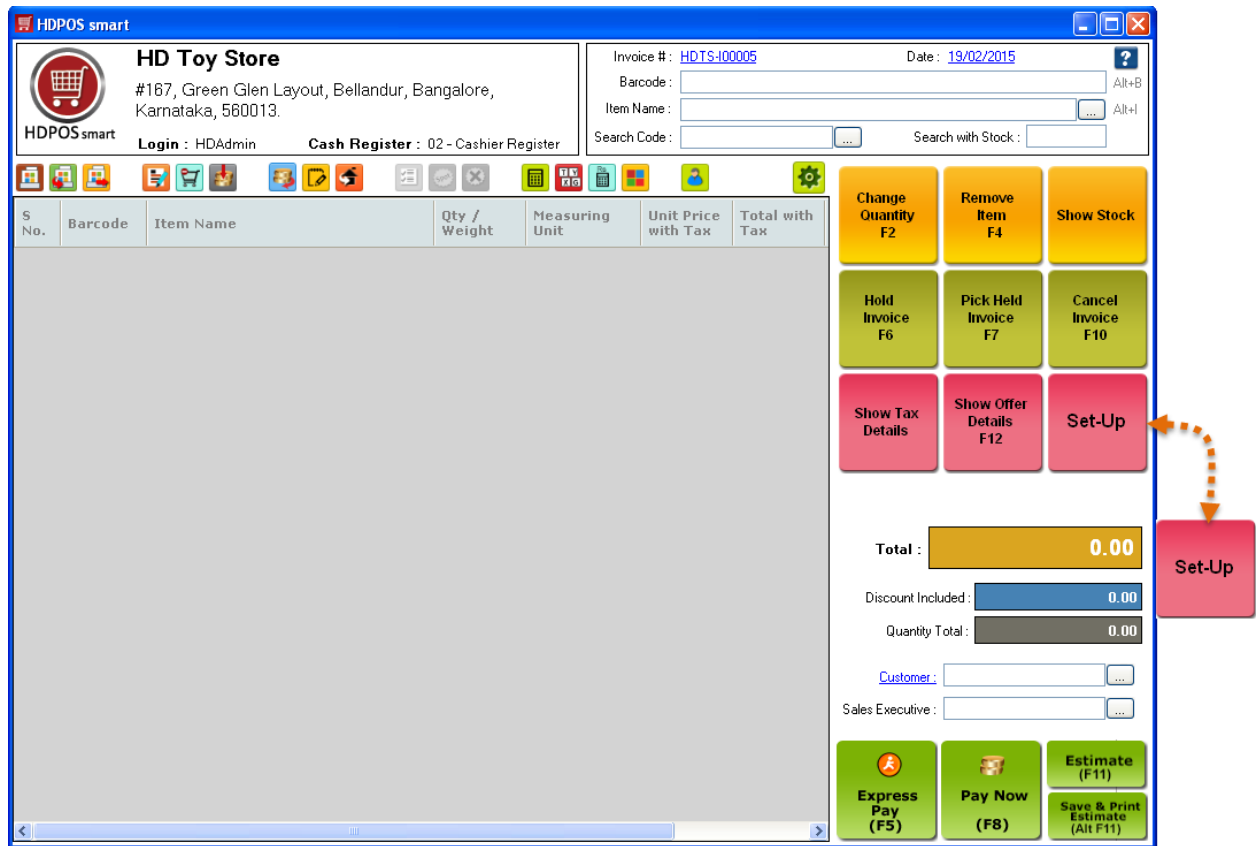 HDPOS smart
HD Toy Store
#167, Green Glen Layout, Bellandur, Bangalore,
Karnataka, 560013.
HDPOS smart
Login : HDAdmin Cash Register : 02 - Cashier Register
Invoice # : HDTS-I00005 Date : 19/02/2015 ?
Barcode : Alt+B
Item Name : ... Alt+I
Search Code : ... Search with Stock :
S
No.
Barcode
Item Name
Qty /
Weight
Measuring
Unit
Unit Price
with Tax
Total with
Tax
Change
Quantity
F2
Remove
Item
F4
Show Stock
Hold
Invoice
F6
Pick Held
Invoice
F7
Cancel
Invoice
F10
Show Tax
Details
Show Offer
Details
F12
Set-Up
Total : 0.00
Set-Up
Discount Included : 0.00
Quantity Total : 0.00
Customer : ...
Sales Executive : ...
Express
Pay
(F5)
Pay Now
(F8)
Estimate
(F11)
Save & Print
Estimate
(Alt F11)